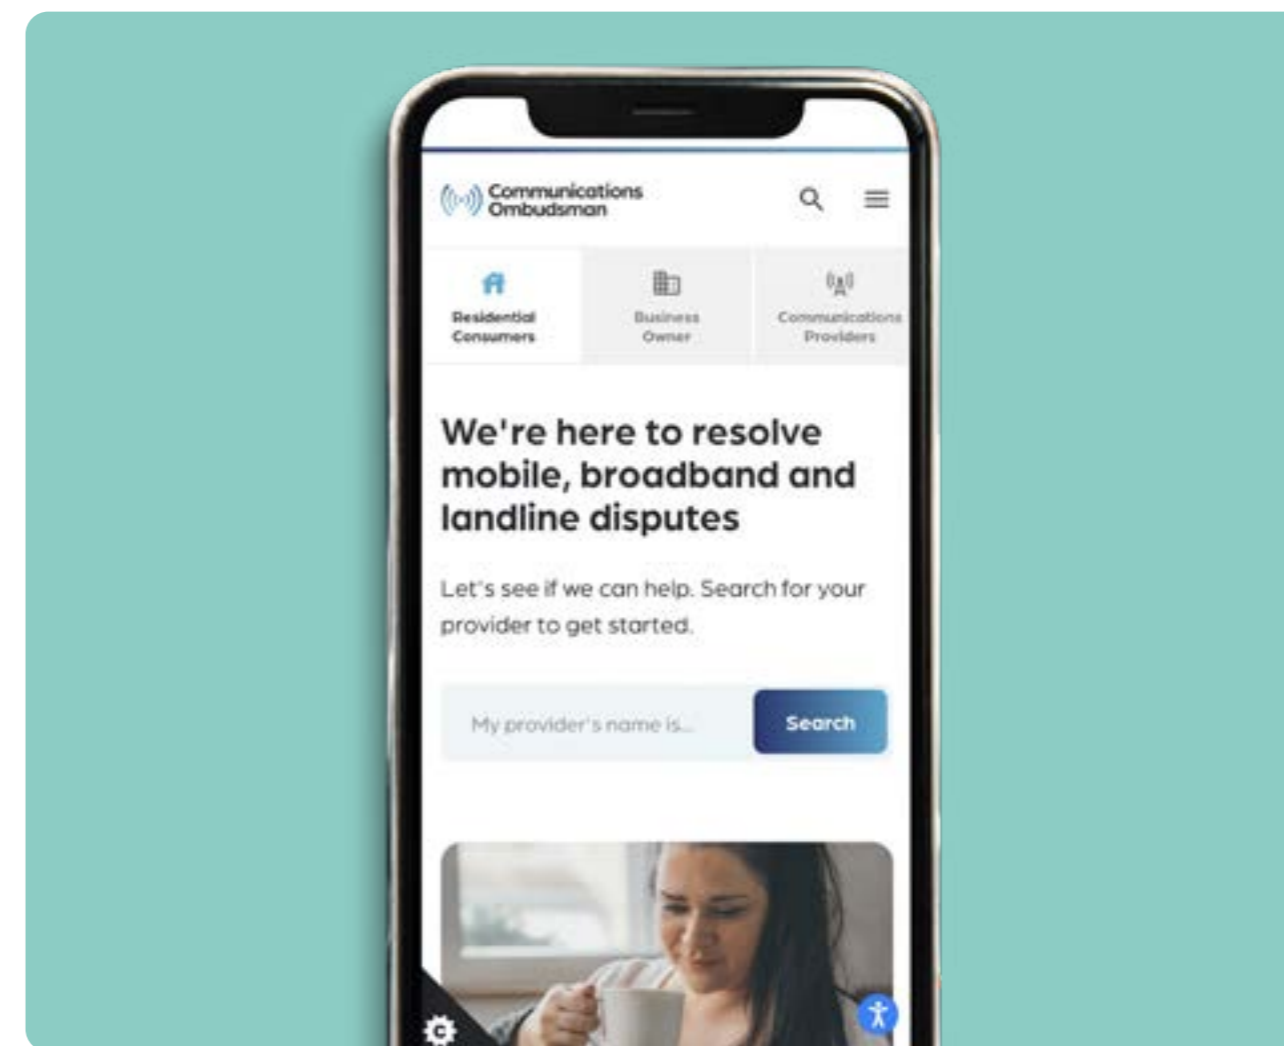 Communications
Ombudsman
Residential
Consumers
Business
Owner
Communications
Providers
We're here to resolve
mobile, broadband and
landline disputes
Let's see if we can help. Search for your
provider to get started.
My provider's name is...
Search
C